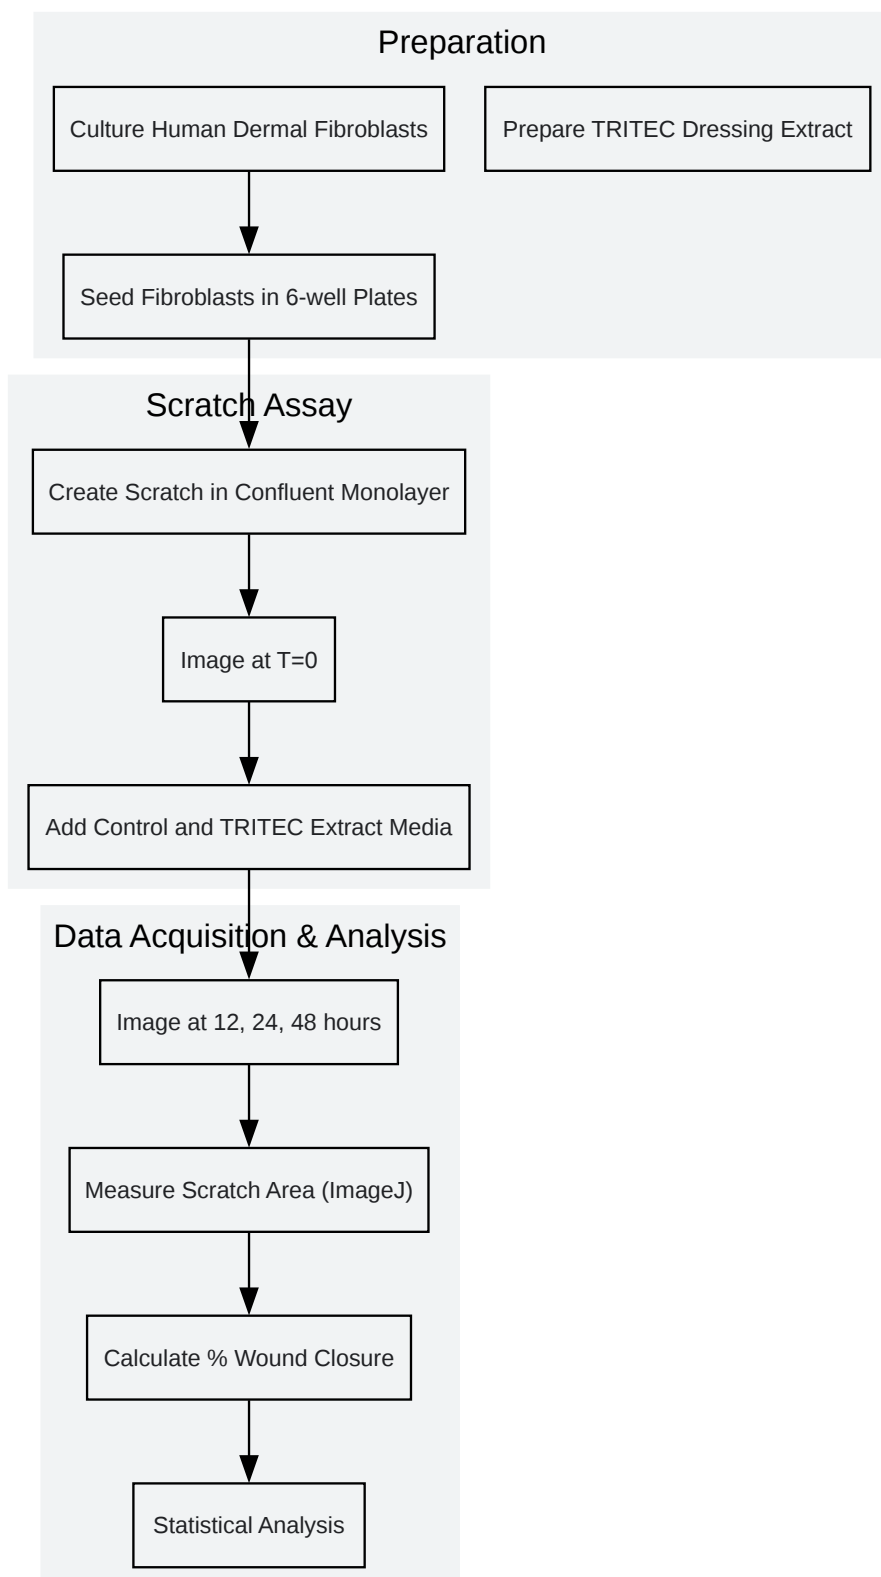 Preparation
Culture Human Dermal Fibroblasts
Prepare TRITEC Dressing Extract
Seed Fibroblasts in 6-well Plates
Scratch Assay
Create Scratch in Confluent Monolayer
Image at T=0
Add Control and TRITEC Extract Media
Data Acquisition & Analysis
Image at 12, 24, 48 hours
Measure Scratch Area (ImageJ)
Calculate % Wound Closure
Statistical Analysis